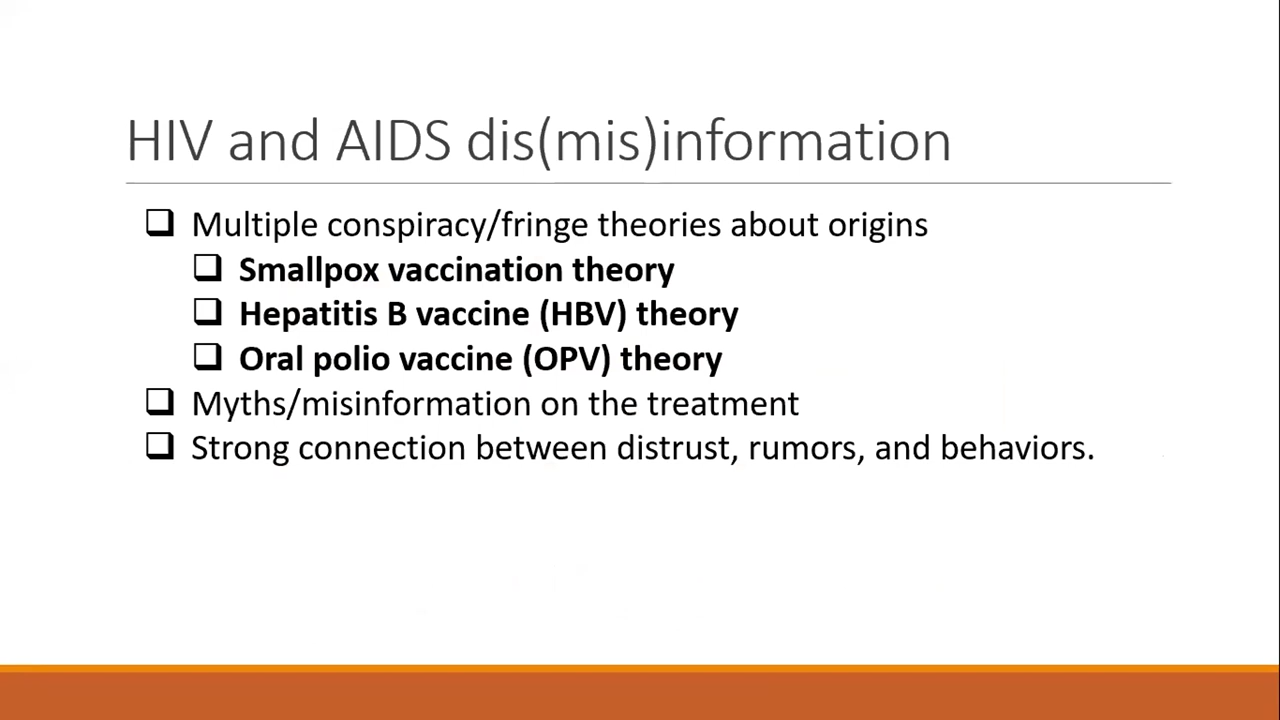 HIV and AIDS dis(mis)information
❑ Multiple conspiracy/fringe theories about origins
❑ Smallpox vaccination theory
❑ Hepatitis B vaccine (HBV) theory
❑ Oral polio vaccine (OPV) theory
❑ Myths/misinformation on the treatment
❑ Strong connection between distrust, rumors, and behaviors.